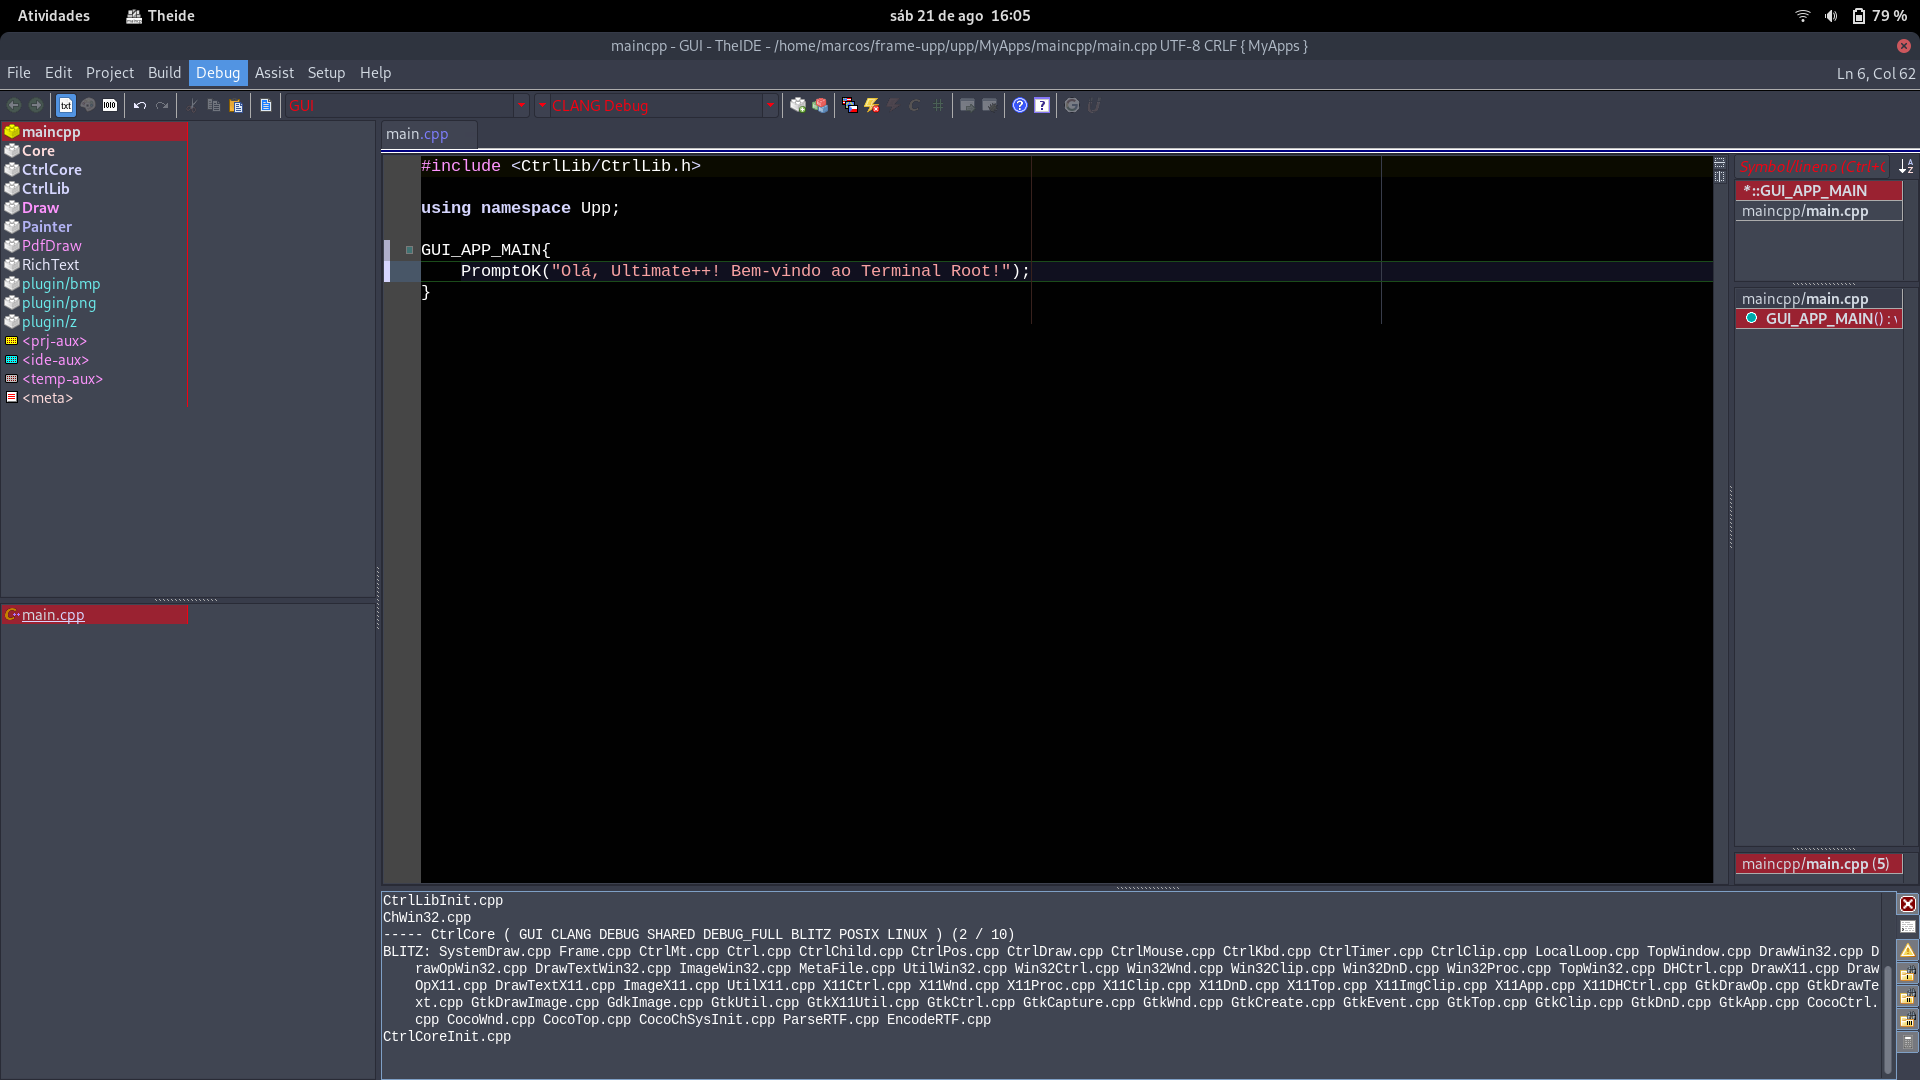 Atividades Theide sáb 21 de ago 16:05 79 %
maincpp - GUI - TheIDE - /home/marcos/frame-upp/upp/MyApps/maincpp/main.cpp UTF-8 CRLF { MyApps }
File Edit Project Build Debug Assist Setup Help Ln 6, Col 62
GUI CLANG Debug
maincpp
Core
CtrlCore
CtrlLib
Draw
Painter
PdfDraw
RichText
plugin/bmp
plugin/png
plugin/z
<prj-aux>
<ide-aux>
<temp-aux>
<meta>
main.cpp
main.cpp
#include <CtrlLib/CtrlLib.h>
using namespace Upp;
GUI_APP_MAIN{
PromptOK("Olá, Ultimate++! Bem-vindo ao Terminal Root!");
}
Symbol/lineno (Ctrl+
*::GUI_APP_MAIN
maincpp/main.cpp
maincpp/main.cpp
GUI_APP_MAIN() :
maincpp/main.cpp (5)
CtrlLibInit.cpp
ChWin32.cpp
----- CtrlCore ( GUI CLANG DEBUG SHARED DEBUG_FULL BLITZ POSIX LINUX ) (2 / 10)
BLITZ: SystemDraw.cpp Frame.cpp CtrlMt.cpp Ctrl.cpp CtrlChild.cpp CtrlPos.cpp CtrlDraw.cpp CtrlMouse.cpp CtrlKbd.cpp CtrlTimer.cpp CtrlClip.cpp LocalLoop.cpp TopWindow.cpp DrawWin32.cpp D
rawOpWin32.cpp DrawTextWin32.cpp ImageWin32.cpp MetaFile.cpp UtilWin32.cpp Win32Ctrl.cpp Win32Wnd.cpp Win32Clip.cpp Win32DnD.cpp Win32Proc.cpp TopWin32.cpp DHCtrl.cpp DrawX11.cpp Draw
OpX11.cpp DrawTextX11.cpp ImageX11.cpp UtilX11.cpp X11Ctrl.cpp X11Wnd.cpp X11Proc.cpp X11Clip.cpp X11DnD.cpp X11Top.cpp X11ImgClip.cpp X11App.cpp X11DHCtrl.cpp GtkDrawOp.cpp GtkDrawTe
xt.cpp GtkDrawImage.cpp GdkImage.cpp GtkUtil.cpp GtkX11Util.cpp GtkCtrl.cpp GtkCapture.cpp GtkWnd.cpp GtkCreate.cpp GtkEvent.cpp GtkTop.cpp GtkClip.cpp GtkDnD.cpp GtkApp.cpp CocoCtrl.
cpp CocoWnd.cpp CocoTop.cpp CocoChSysInit.cpp ParseRTF.cpp EncodeRTF.cpp
CtrlCoreInit.cpp